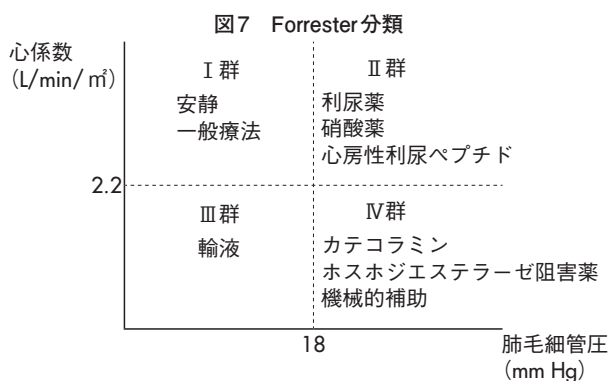 図7 Forrester分類
心係数
(L/min/㎡)
Ⅰ群
安静
一般療法
Ⅱ群
利尿薬
硝酸薬
心房性利尿ペプチド
2.2
Ⅲ群
輸液
Ⅳ群
カテコラミン
ホスホジエステラーゼ阻害薬
機械的補助
18
肺毛細管圧
(mm Hg)